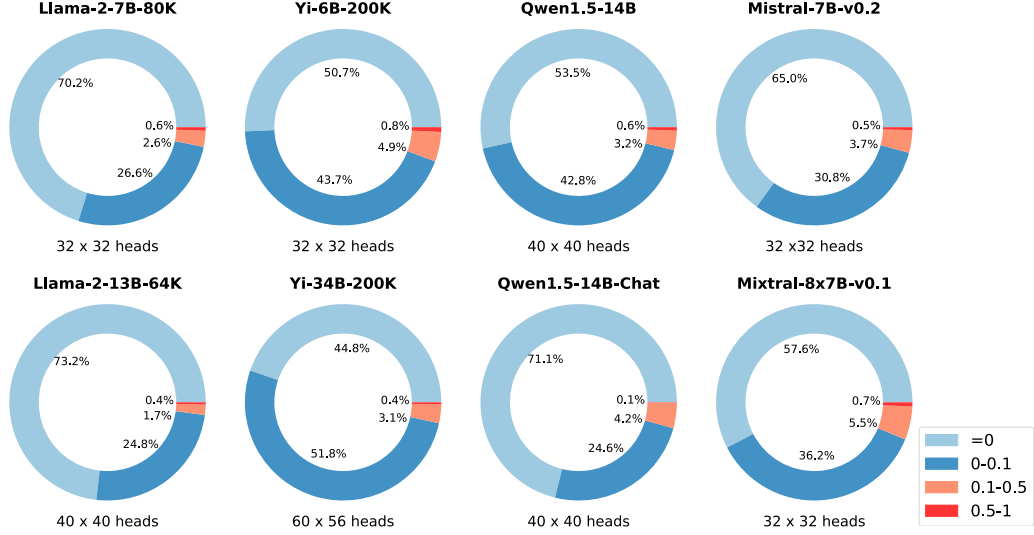 Llama-2-7B-80K
70.2%
0.6%
2.6%
26.6%
32 x 32 heads
Yi-6B-200K
50.7%
0.8%
4.9%
43.7%
32 x 32 heads
Qwen1.5-14B
53.5%
0.6%
3.2%
42.8%
40 x 40 heads
Mistral-7B-v0.2
65.0%
0.5%
3.7%
30.8%
32 x32 heads
Llama-2-13B-64K
73.2%
0.4%
1.7%
24.8%
40 x 40 heads
Yi-34B-200K
44.8%
0.4%
3.1%
51.8%
60 x 56 heads
Qwen1.5-14B-Chat
71.1%
0.1%
4.2%
24.6%
40 x 40 heads
Mixtral-8x7B-v0.1
57.6%
0.7%
5.5%
36.2%
32 x 32 heads
=0
0-0.1
0.1-0.5
0.5-1